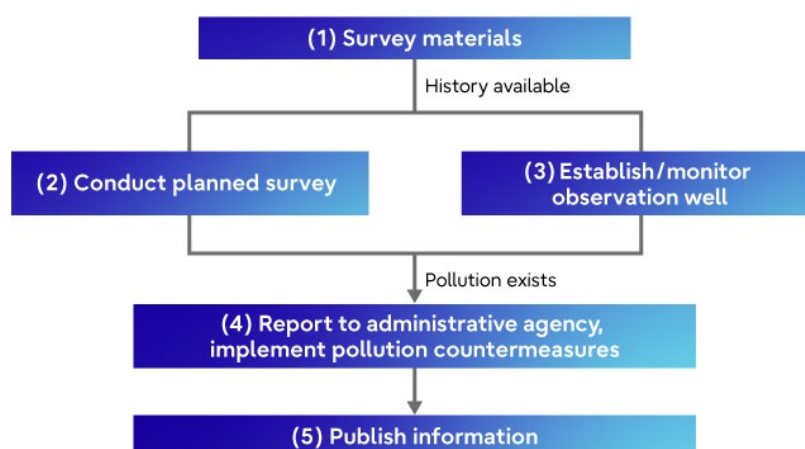 (1) Survey materials
History available
(2) Conduct planned survey
(3) Establish/monitor
observation well
Pollution exists
(4) Report to administrative agency,
implement pollution countermeasures
(5) Publish information